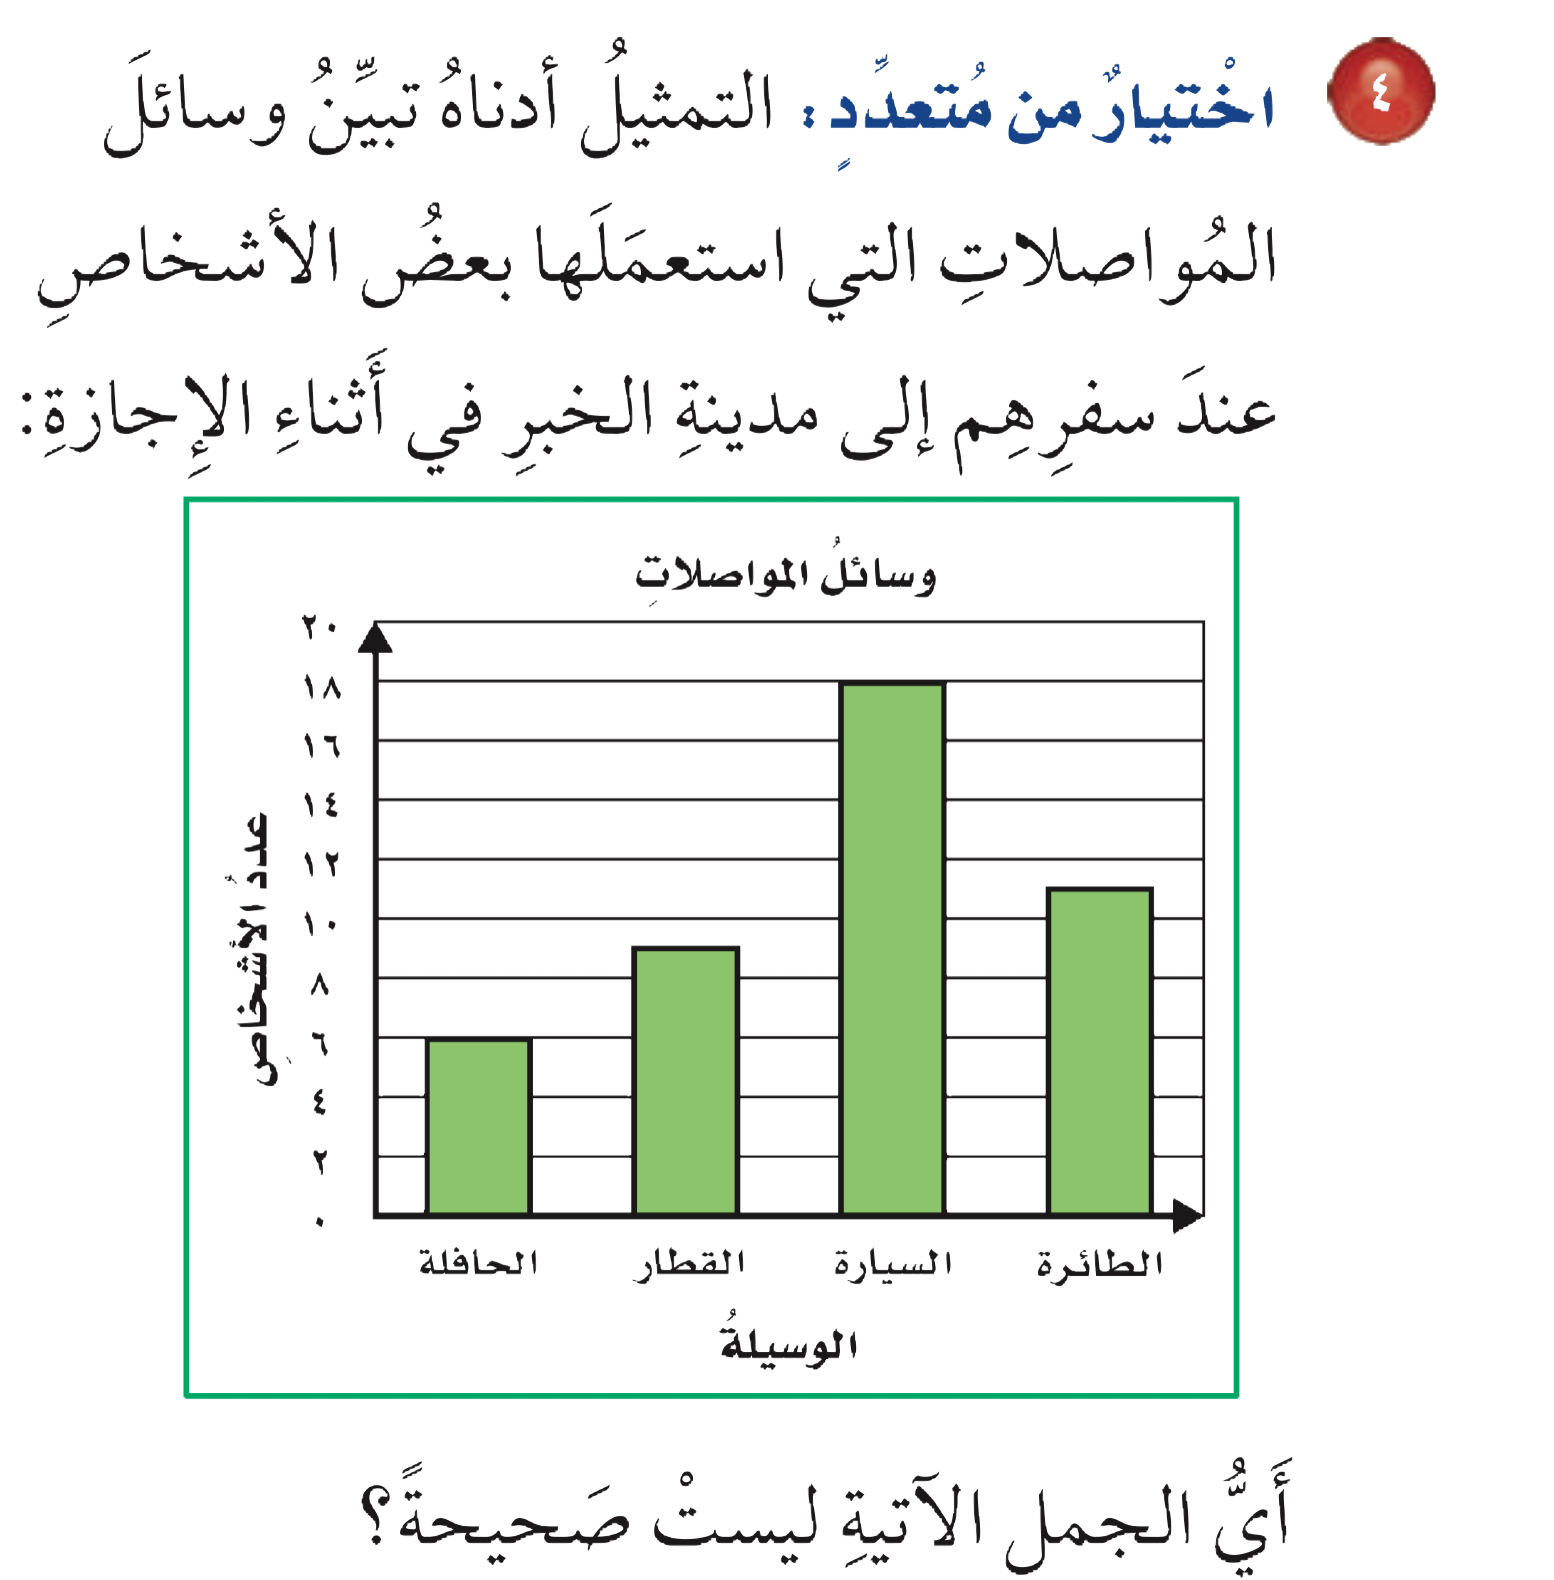 ٤ اخْتيارٌ من مُتعدِّدٍ: التمثيلُ أدناهُ تبيِّنُ وسائلَ
المُواصلاتِ التي استعمَلَها بعضُ الأشخاصِ
عندَ سفرِهِم إلى مدينةِ الخبرِ في أَثناءِ الإِجازةِ:
وسائلُ المواصلاتِ
عددُ الأشخاصِ
٢٠
١٨
١٦
١٤
١٢
١٠
٨
٦
٤
٢
٠
الطائرة السيارة القطار الحافلة
الوسيلةُ
أَيُّ الجمل الآتيةِ ليستْ صَحيحةً؟